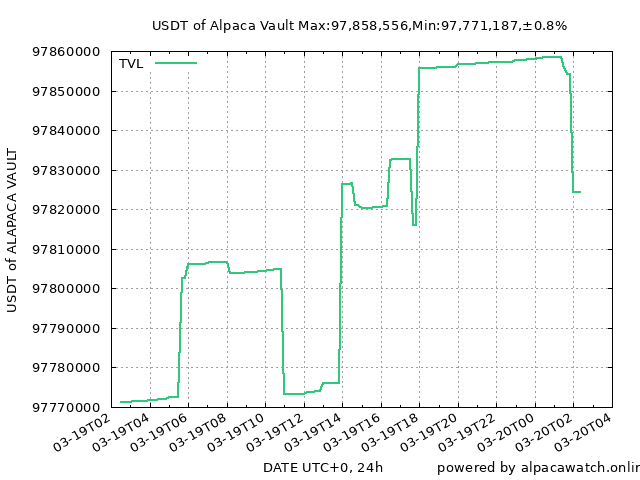 USDT of Alpaca Vault Max:97,858,556,Min:97,771,187,±0.8%
TVL
97860000
97850000
97840000
97830000
97820000
97810000
97800000
97790000
97780000
97770000
USDT of ALAPACA VAULT
03-19T02
03-19T04
03-19T06
03-19T08
03-19T10
03-19T12
03-19T14
03-19T16
03-19T18
03-19T20
03-19T22
03-20T00
03-20T02
03-20T04
DATE UTC+0, 24h
powered by alpacawatch.onlin